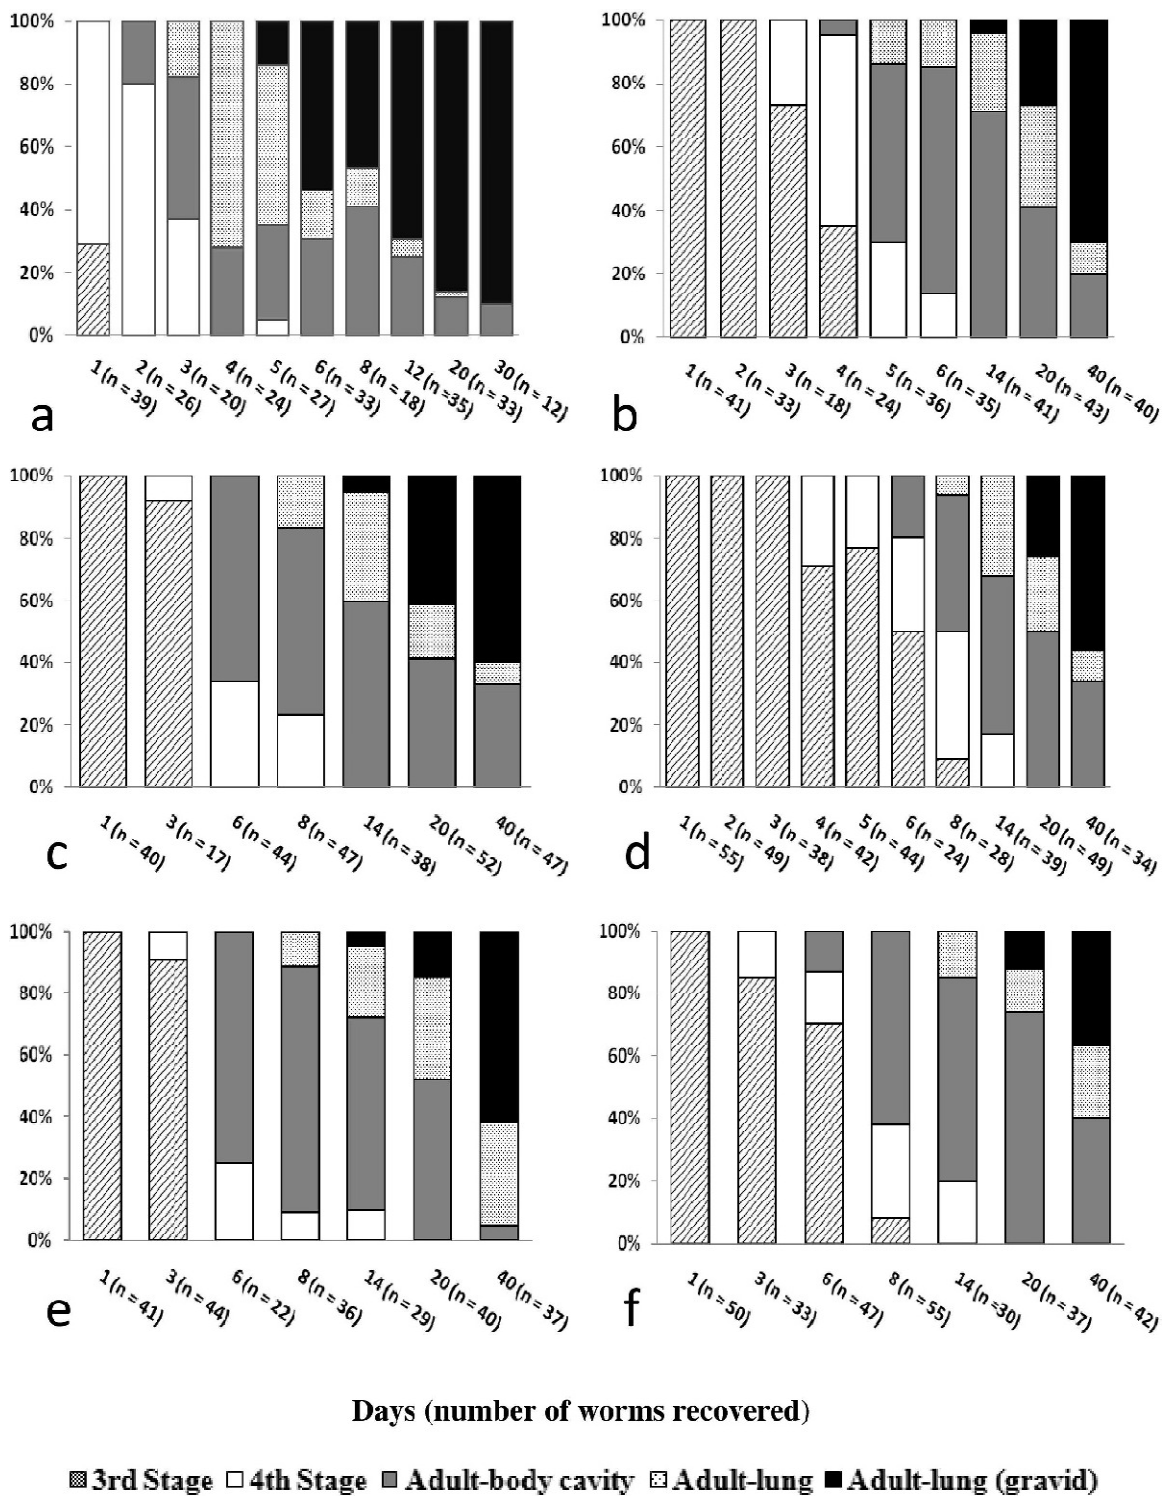 100%
80%
60%
40%
20%
0%
1 (n = 39)
2 (n = 26)
3 (n = 20)
4 (n = 24)
5 (n = 27)
6 (n = 33)
8 (n = 18)
12 (n = 35)
20 (n = 33)
30 (n = 12)
a
100%
80%
60%
40%
20%
0%
1 (n = 41)
2 (n = 33)
3 (n = 18)
4 (n = 24)
5 (n = 36)
6 (n = 35)
14 (n = 41)
20 (n = 43)
40 (n = 40)
b
100%
80%
60%
40%
20%
0%
1 (n = 40)
3 (n = 17)
6 (n = 44)
8 (n = 47)
14 (n = 38)
20 (n = 52)
40 (n = 47)
c
100%
80%
60%
40%
20%
0%
1 (n = 55)
2 (n = 49)
3 (n = 38)
4 (n = 42)
5 (n = 44)
6 (n = 24)
8 (n = 28)
14 (n = 39)
20 (n = 49)
40 (n = 34)
d
100%
80%
60%
40%
20%
0%
1 (n = 41)
3 (n = 44)
6 (n = 22)
8 (n = 36)
14 (n = 29)
20 (n = 40)
40 (n = 37)
e
100%
80%
60%
40%
20%
0%
1 (n = 50)
3 (n = 33)
6 (n = 47)
8 (n = 55)
14 (n =30)
20 (n = 37)
40 (n = 42)
f
Days (number of worms recovered)
3rd Stage 4th Stage Adult-body cavity Adult-lung Adult-lung (gravid)